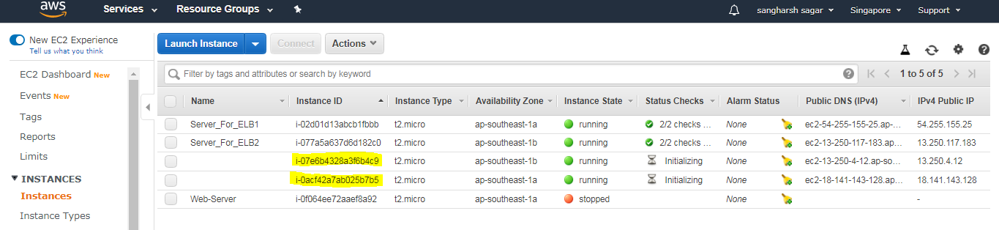 aws Services Resource Groups sangharsh sagar Singapore Support
New EC2 Experience
Tell us what you think
EC2 Dashboard New
Events New
Tags
Reports
Limits
INSTANCES
Instances
Instance Types
Launch Instance Connect Actions
Filter by tags and attributes or search by keyword 1 to 5 of 5
Name Instance ID Instance Type Availability Zone Instance State Status Checks Alarm Status Public DNS (IPv4) IPv4 Public IP
Server_For_ELB1 i-02d01d13abcb1fbbb t2.micro ap-southeast-1a running 2/2 checks ... None ec2-54-255-155-25.ap-... 54.255.155.25
Server_For_ELB2 i-077a5a637d6d182c0 t2.micro ap-southeast-1b running 2/2 checks ... None ec2-13-250-117-183.ap... 13.250.117.183
i-07e6b4328a3f6b4c9 t2.micro ap-southeast-1b running Initializing None ec2-13-250-4-12.ap-so... 13.250.4.12
i-0acf42a7ab025b7b5 t2.micro ap-southeast-1a running Initializing None ec2-18-141-143-128.ap... 18.141.143.128
Web-Server i-0f064ee72aaef8a92 t2.micro ap-southeast-1a stopped None -